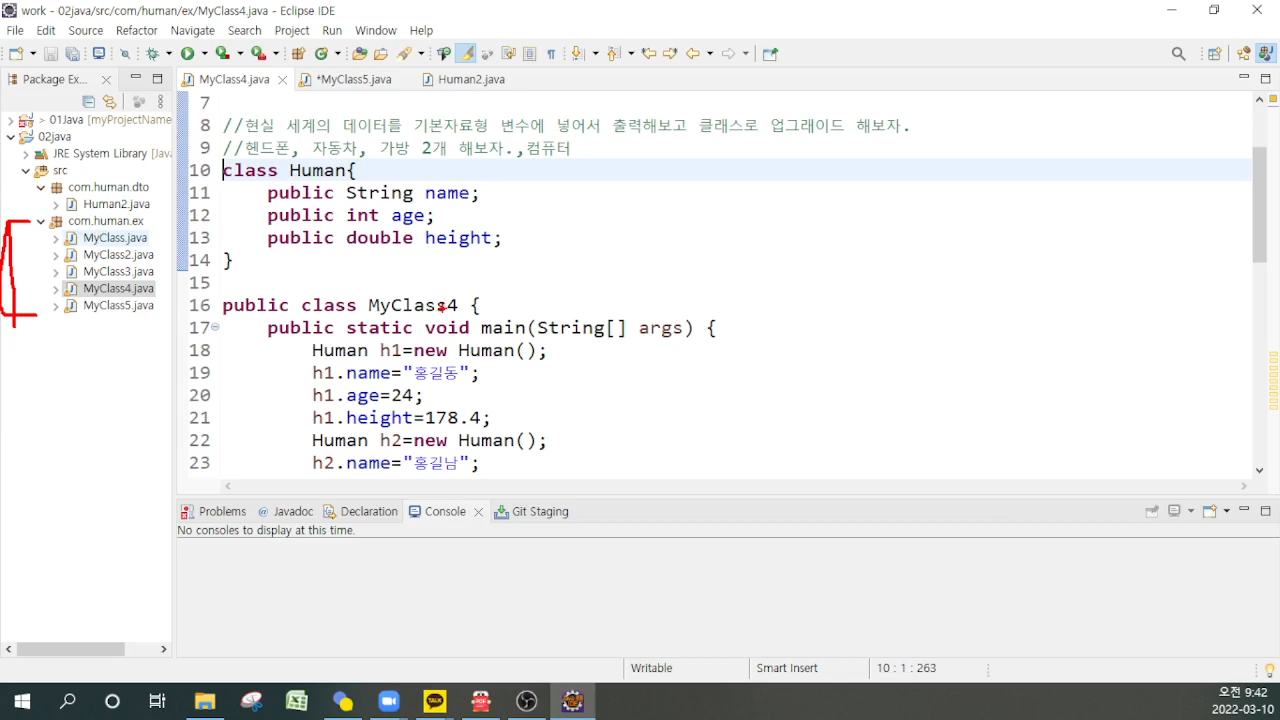 work - 02java/src/com/human/ex/MyClass4.java - Eclipse IDE
File Edit Source Refactor Navigate Search Project Run Window Help
Package Ex...
MyClass4.java *MyClass5.java Human2.java
> 01Java [myProjectName
02java
JRE System Library [Jav
src
com.human.dto
Human2.java
com.human.ex
MyClass.java
MyClass2.java
MyClass3.java
MyClass4.java
MyClass5.java
7
8 //현실 세계의 데이터를 기본자료형 변수에 넣어서 출력해보고 클래스로 업그레이드 해보자.
9 //헨드폰, 자동차, 가방 2개 해보자.,컴퓨터
10 class Human{
11 public String name;
12 public int age;
13 public double height;
14 }
15
16 public class MyClass4 {
17 public static void main(String[] args) {
18 Human h1=new Human();
19 h1.name="홍길동";
20 h1.age=24;
21 h1.height=178.4;
22 Human h2=new Human();
23 h2.name="홍길남";
Problems @ Javadoc Declaration Console Git Staging
No consoles to display at this time.
Writable Smart Insert 10 : 1 : 263
TALK
PDF
오전 9:42
2022-03-10